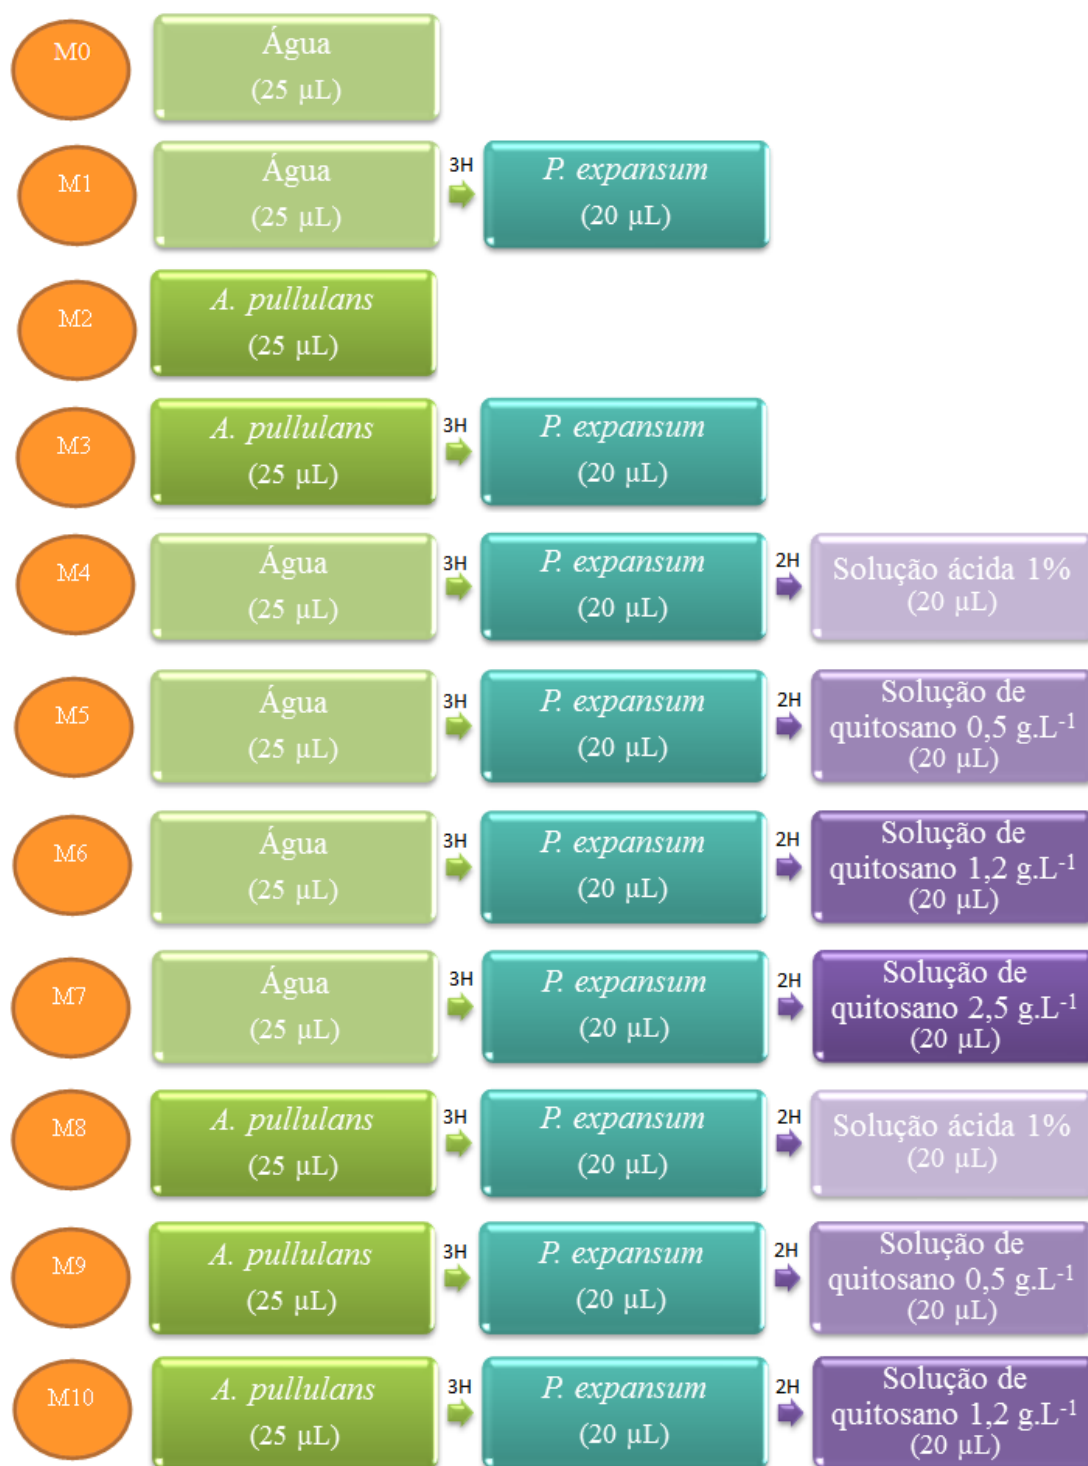 M0
Água
(25 µL)
M1
Água
(25 µL)
3H
P. expansum
(20 µL)
M2
A. pullulans
(25 µL)
M3
A. pullulans
(25 µL)
3H
P. expansum
(20 µL)
M4
Água
(25 µL)
3H
P. expansum
(20 µL)
2H
Solução ácida 1%
(20 µL)
M5
Água
(25 µL)
3H
P. expansum
(20 µL)
2H
Solução de
quitosano 0,5 g.L⁻¹
(20 µL)
M6
Água
(25 µL)
3H
P. expansum
(20 µL)
2H
Solução de
quitosano 1,2 g.L⁻¹
(20 µL)
M7
Água
(25 µL)
3H
P. expansum
(20 µL)
2H
Solução de
quitosano 2,5 g.L⁻¹
(20 µL)
M8
A. pullulans
(25 µL)
3H
P. expansum
(20 µL)
2H
Solução ácida 1%
(20 µL)
M9
A. pullulans
(25 µL)
3H
P. expansum
(20 µL)
2H
Solução de
quitosano 0,5 g.L⁻¹
(20 µL)
M10
A. pullulans
(25 µL)
3H
P. expansum
(20 µL)
2H
Solução de
quitosano 1,2 g.L⁻¹
(20 µL)